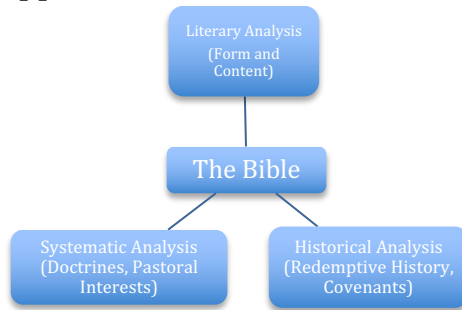 Literary Analysis
(Form and
Content)
The Bible
Systematic Analysis
(Doctrines, Pastoral
Interests)
Historical Analysis
(Redemptive History,
Covenants)